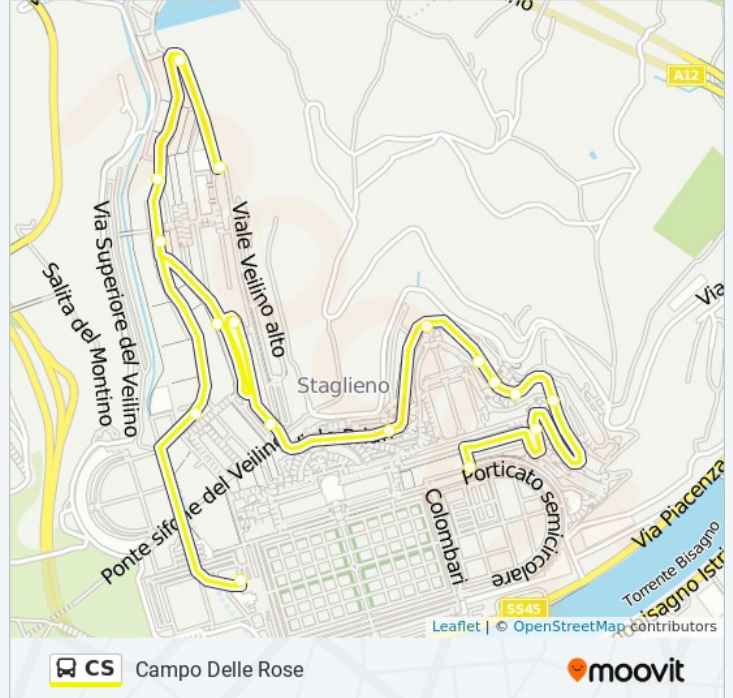 A12
Via Superiore del Veilino
Salita del Montino
Viale Veilino alto
Via
Staglieno
Ponte sifone del Veilino
Porticato semicircolare
Colombari
Via Piacenza
Torrente Bisagno
SS45
Leaflet | © OpenStreetMap contributors
CS Campo Delle Rose
moovit